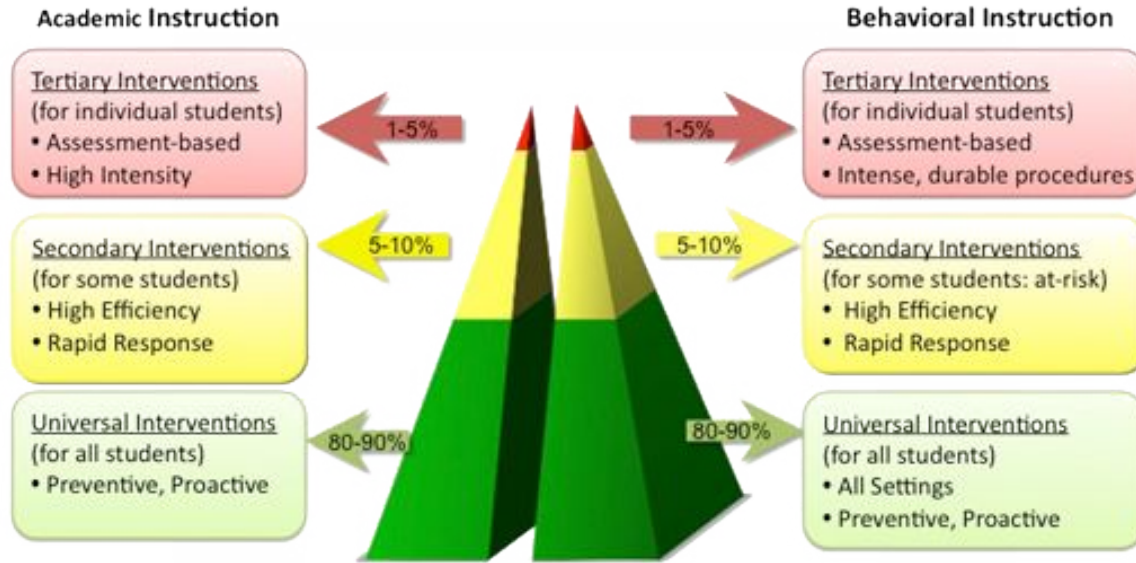 Academic Instruction
Tertiary Interventions
(for individual students)
• Assessment-based
• High Intensity
1-5%
Secondary Interventions
(for some students)
• High Efficiency
• Rapid Response
5-10%
Universal Interventions
(for all students)
• Preventive, Proactive
80-90%
Behavioral Instruction
1-5%
Tertiary Interventions
(for individual students)
• Assessment-based
• Intense, durable procedures
5-10%
Secondary Interventions
(for some students: at-risk)
• High Efficiency
• Rapid Response
80-90%
Universal Interventions
(for all students)
• All Settings
• Preventive, Proactive